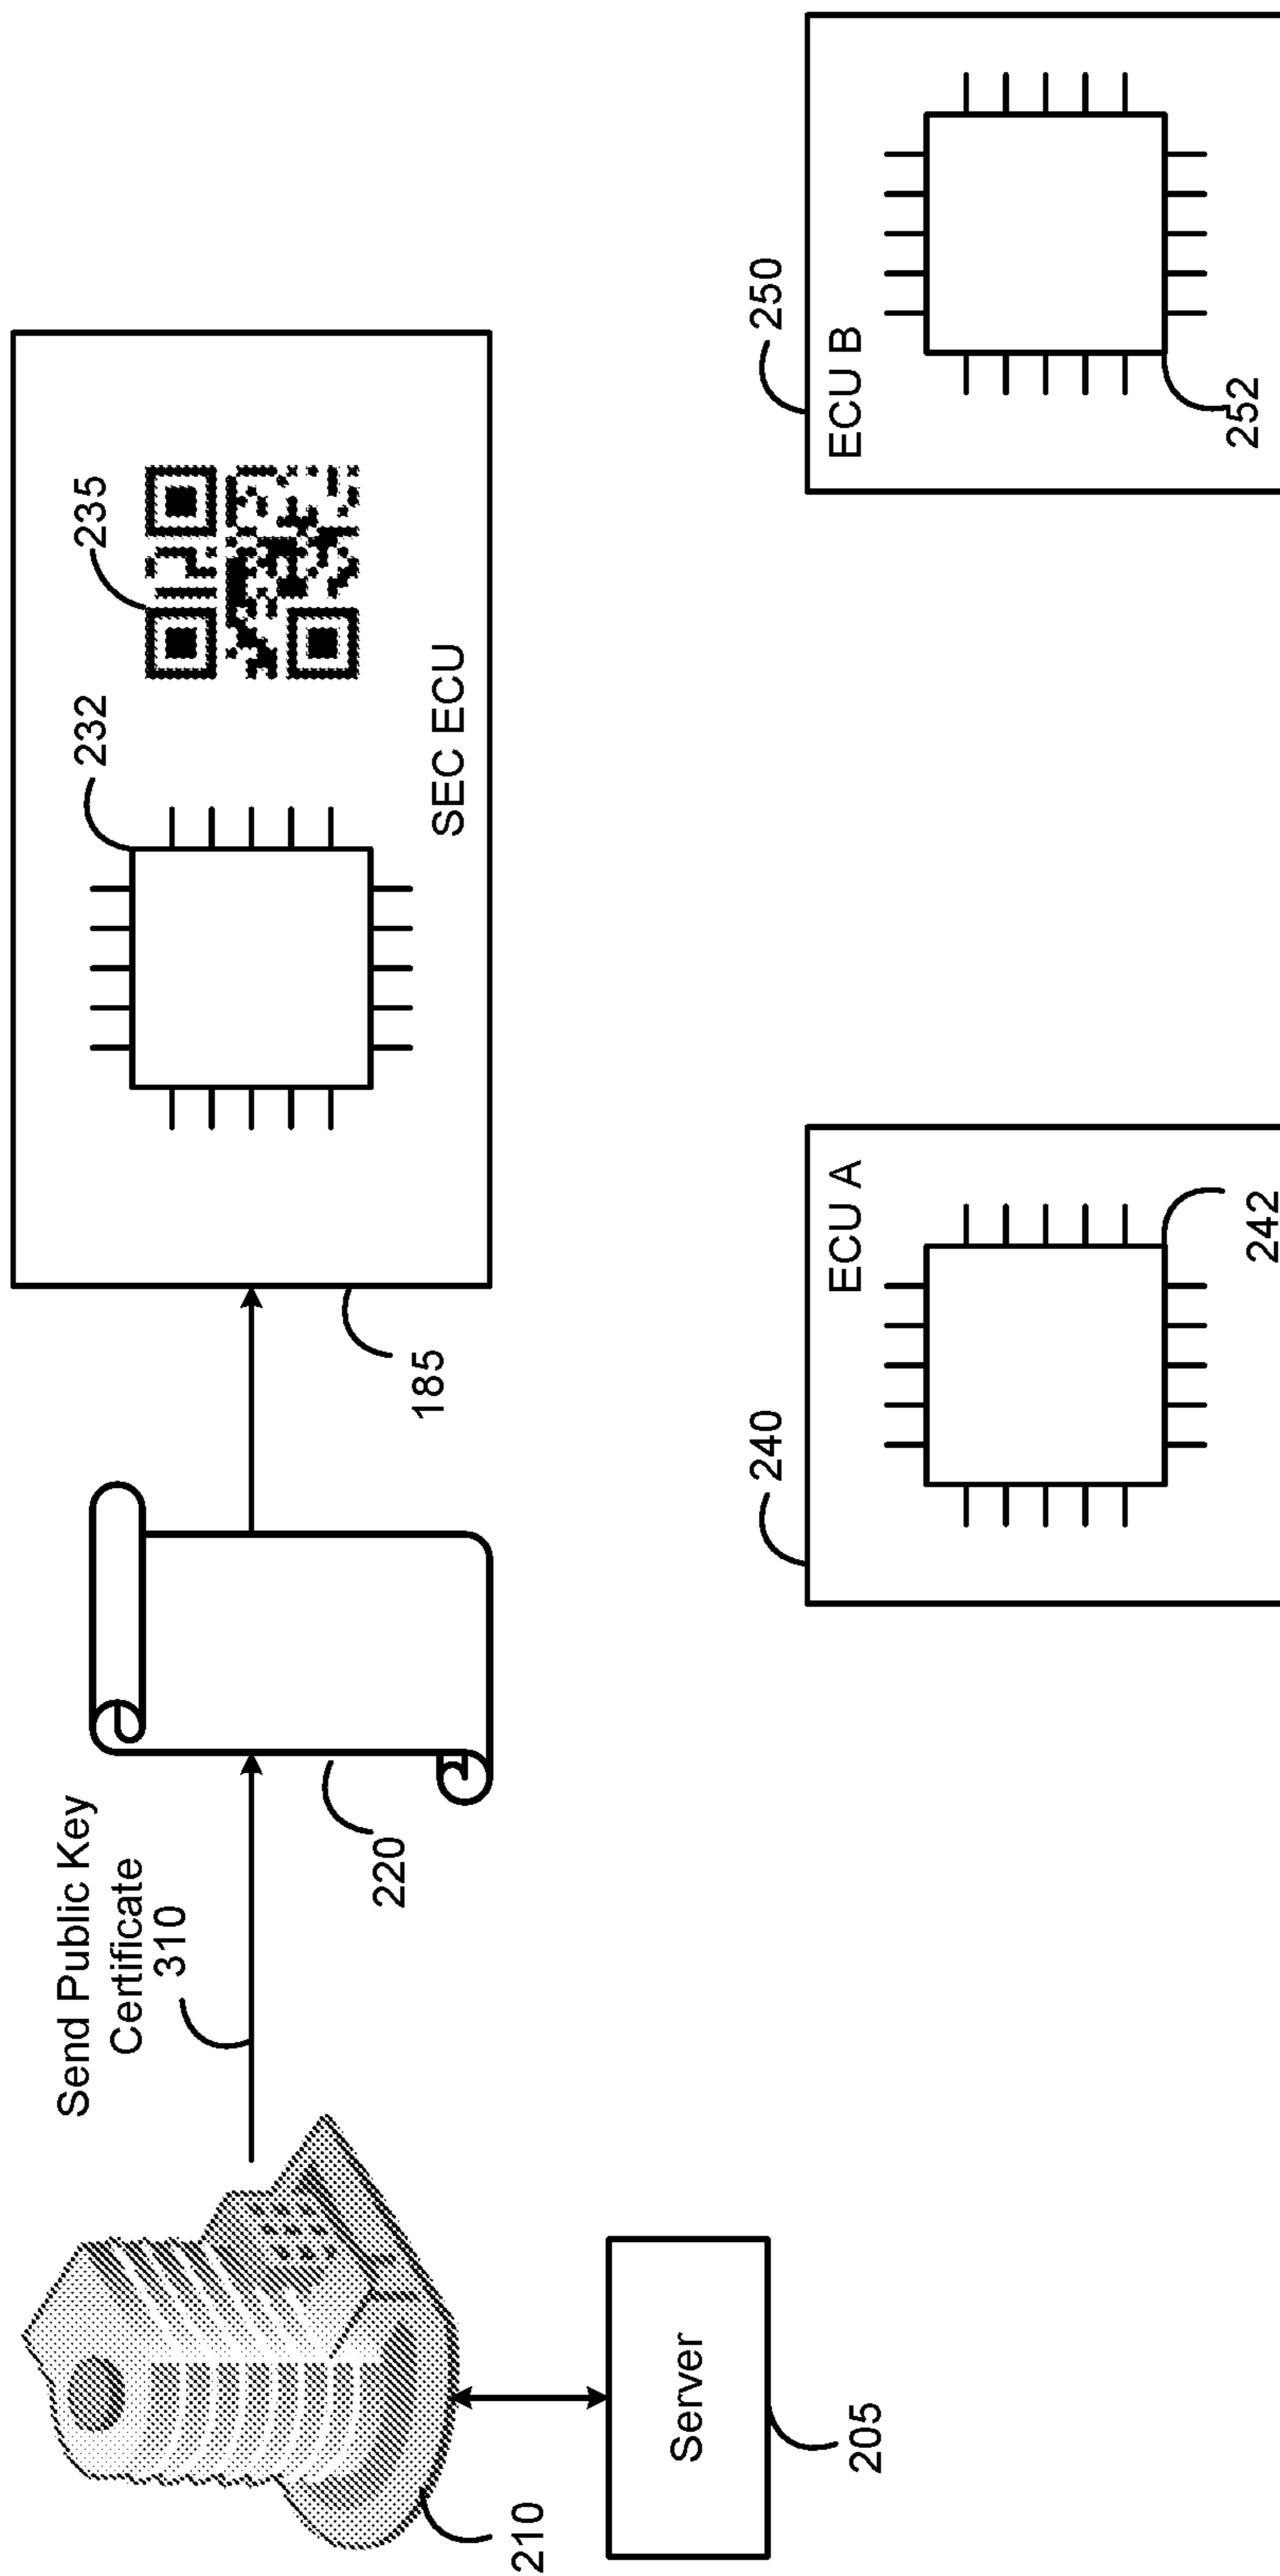 Send Public Key
Certificate
310
210
Server
205
220
185
232
235
SEC ECU
240
ECU A
242
250
ECU B
252